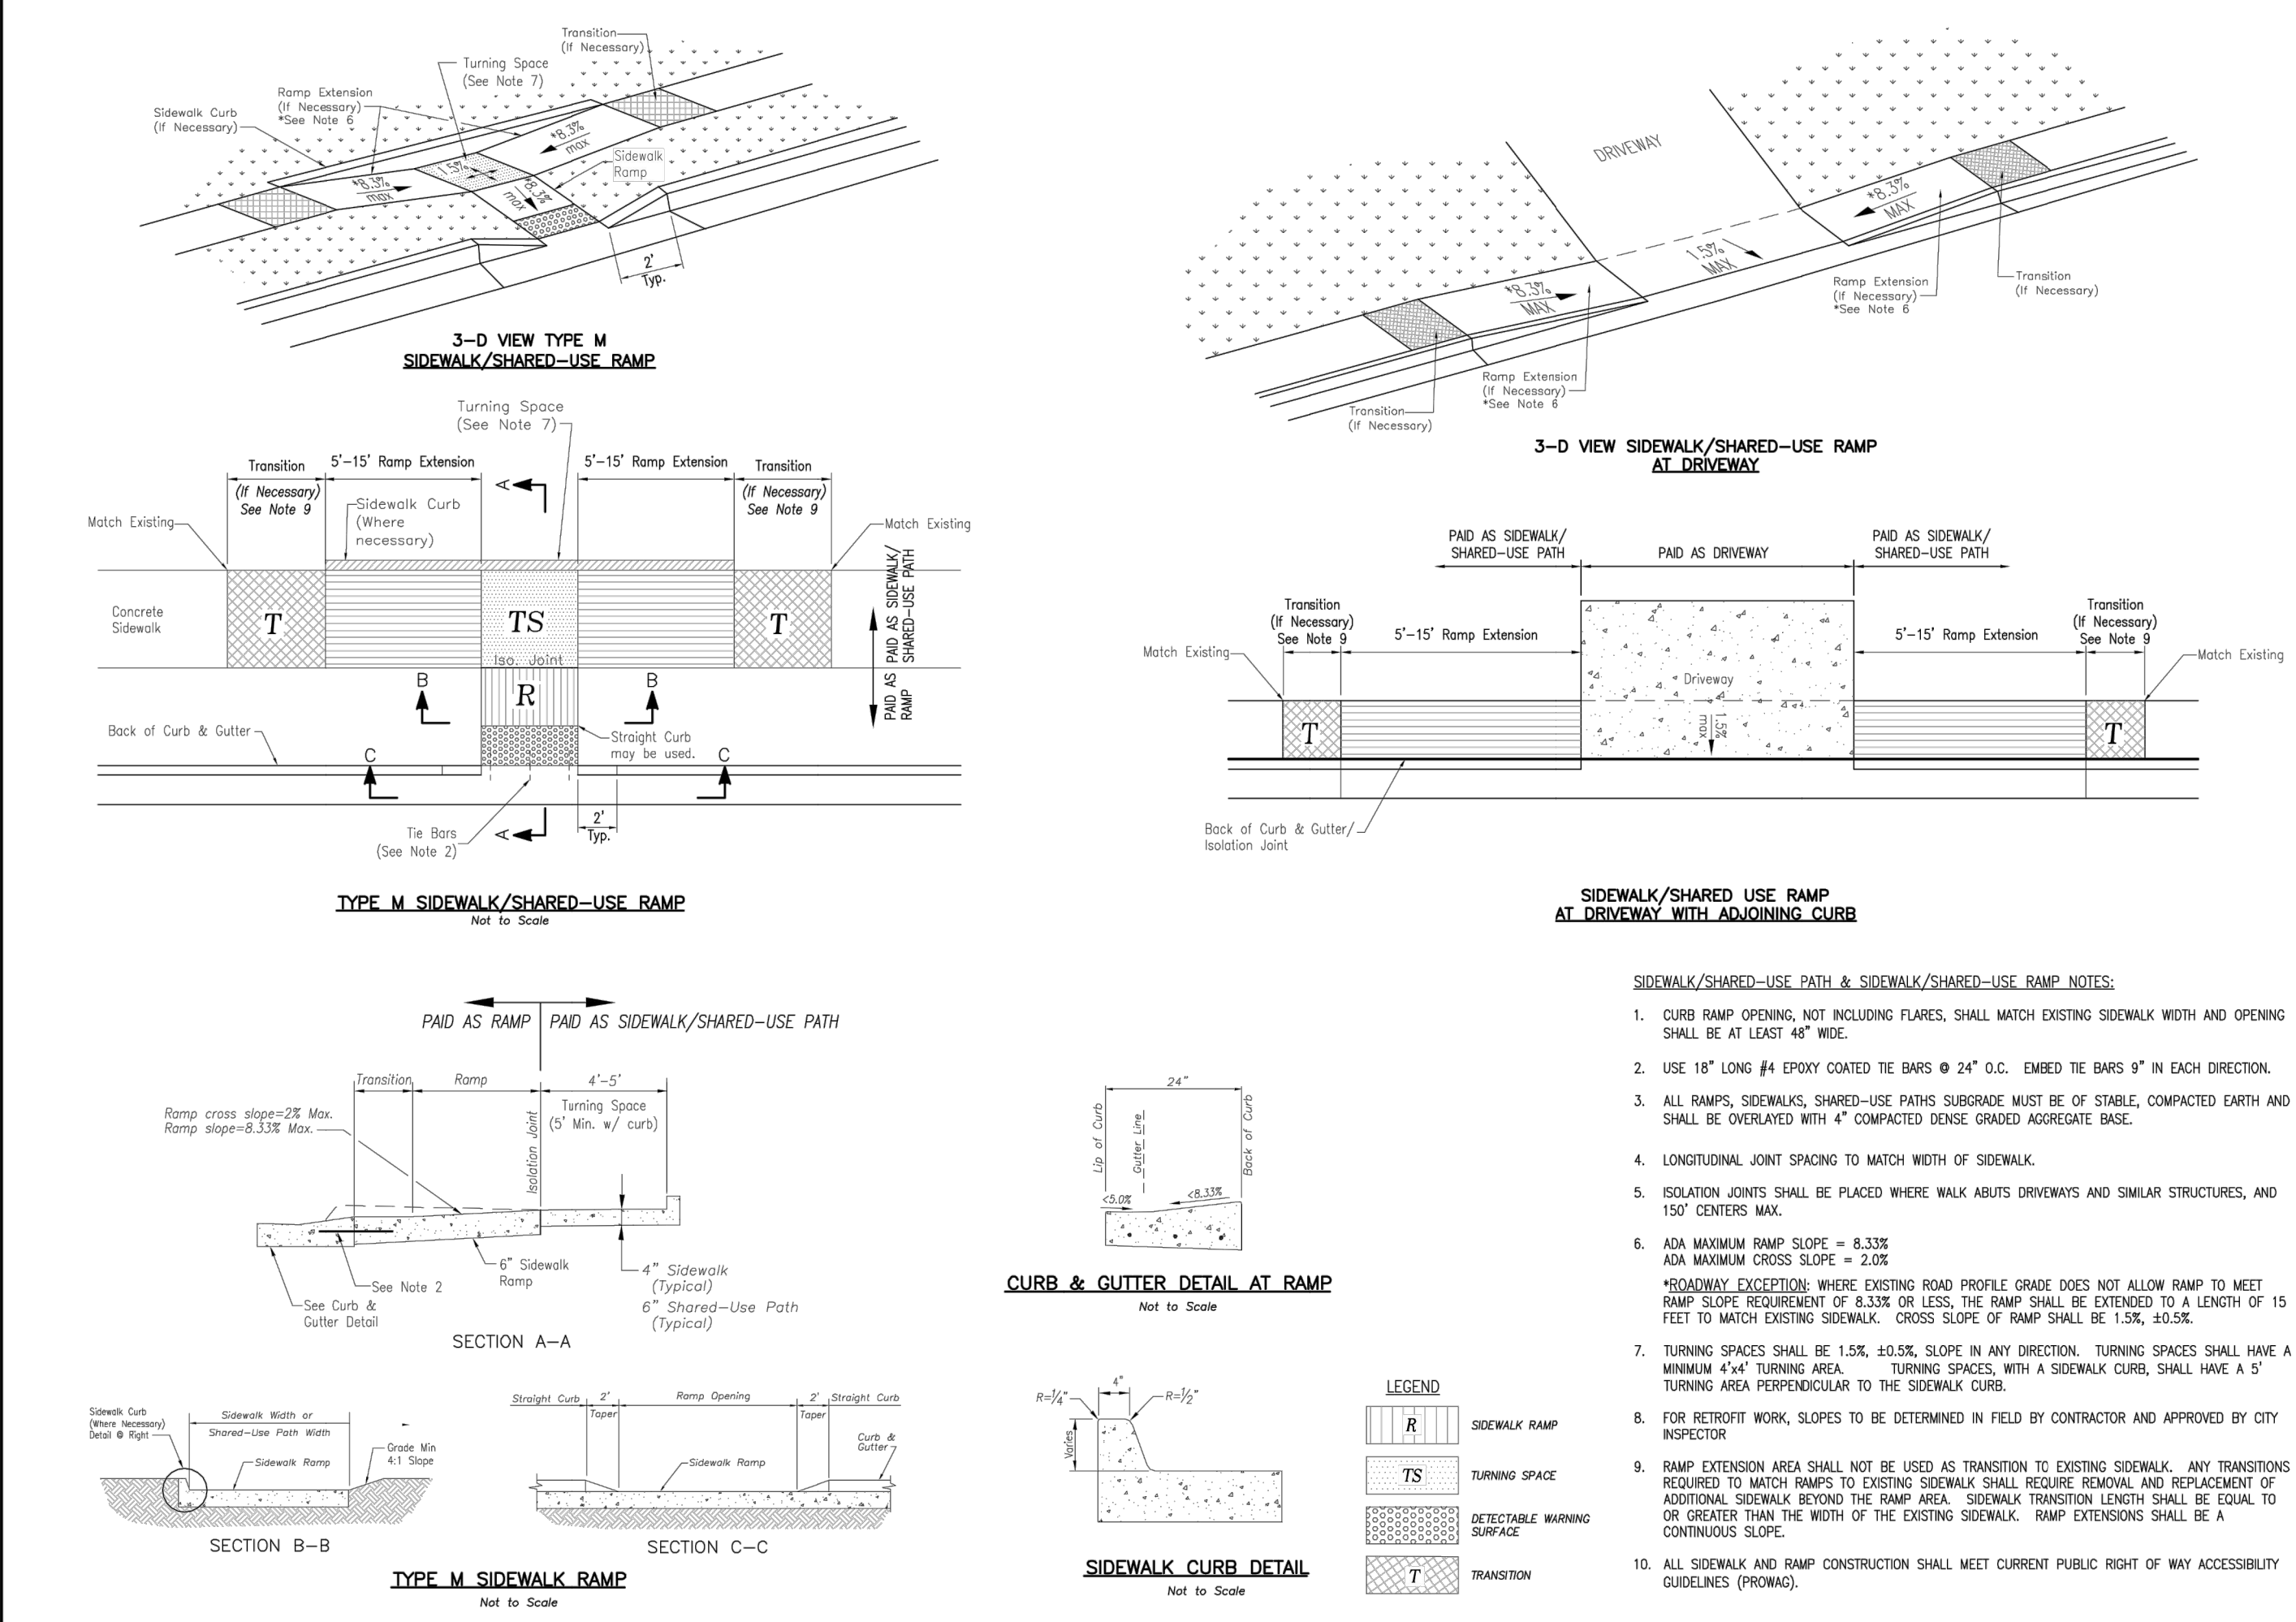 Transition
(If Necessary)
Turning Space
(See Note 7)
Ramp Extension
(If Necessary)
*See Note 6
Sidewalk Curb
(If Necessary)
*8.3%
max
Sidewalk
Ramp
1.5%
*8.3%
max
*8.3%
max
2'
Typ.
3-D VIEW TYPE M
SIDEWALK/SHARED-USE RAMP
DRIVEWAY
*8.3%
MAX
1.5%
MAX
*8.3%
MAX
Ramp Extension
(If Necessary)
*See Note 6
Transition
(If Necessary)
Ramp Extension
(If Necessary)
*See Note 6
Transition
(If Necessary)
3-D VIEW SIDEWALK/SHARED-USE RAMP
AT DRIVEWAY
Turning Space
(See Note 7)
Transition
(If Necessary)
See Note 9
5'-15' Ramp Extension
A
5'-15' Ramp Extension
Transition
(If Necessary)
See Note 9
Match Existing
Sidewalk Curb
(Where
necessary)
Match Existing
Concrete
Sidewalk
T
TS
T
Iso. Joint
PAID AS SIDEWALK/
SHARED-USE PATH
PAID AS
RAMP
B
R
B
Back of Curb & Gutter
Straight Curb
may be used.
C
C
Tie Bars
(See Note 2)
A
2'
Typ.
TYPE M SIDEWALK/SHARED-USE RAMP
Not to Scale
PAID AS SIDEWALK/
SHARED-USE PATH
PAID AS DRIVEWAY
PAID AS SIDEWALK/
SHARED-USE PATH
Transition
(If Necessary)
See Note 9
5'-15' Ramp Extension
5'-15' Ramp Extension
Transition
(If Necessary)
See Note 9
Match Existing
Match Existing
Driveway
T
1.5%
max
T
Back of Curb & Gutter/
Isolation Joint
SIDEWALK/SHARED USE RAMP
AT DRIVEWAY WITH ADJOINING CURB
PAID AS RAMP
PAID AS SIDEWALK/SHARED-USE PATH
Transition
Ramp
4'-5'
Turning Space
(5' Min. w/ curb)
Isolation Joint
Ramp cross slope=2% Max.
Ramp slope=8.33% Max.
6" Sidewalk
Ramp
See Note 2
See Curb &
Gutter Detail
4" Sidewalk
(Typical)
6" Shared-Use Path
(Typical)
SECTION A-A
24"
Lip of Curb
Gutter Line
Back of Curb
<5.0%
<8.33%
CURB & GUTTER DETAIL AT RAMP
Not to Scale
Sidewalk Curb
(Where Necessary)
Detail @ Right
Sidewalk Width or
Shared-Use Path Width
Sidewalk Ramp
Grade Min
4:1 Slope
SECTION B-B
Straight Curb
2'
Taper
Ramp Opening
2'
Taper
Straight Curb
Curb &
Gutter
Sidewalk Ramp
SECTION C-C
TYPE M SIDEWALK RAMP
Not to Scale
4"
R=1/4"
R=1/2"
Varies
SIDEWALK CURB DETAIL
Not to Scale
LEGEND
R
SIDEWALK RAMP
TS
TURNING SPACE
DETECTABLE WARNING
SURFACE
T
TRANSITION
SIDEWALK/SHARED-USE PATH & SIDEWALK/SHARED-USE RAMP NOTES:
1. CURB RAMP OPENING, NOT INCLUDING FLARES, SHALL MATCH EXISTING SIDEWALK WIDTH AND OPENING
SHALL BE AT LEAST 48" WIDE.
2. USE 18" LONG #4 EPOXY COATED TIE BARS @ 24" O.C. EMBED TIE BARS 9" IN EACH DIRECTION.
3. ALL RAMPS, SIDEWALKS, SHARED-USE PATHS SUBGRADE MUST BE OF STABLE, COMPACTED EARTH AND
SHALL BE OVERLAYED WITH 4" COMPACTED DENSE GRADED AGGREGATE BASE.
4. LONGITUDINAL JOINT SPACING TO MATCH WIDTH OF SIDEWALK.
5. ISOLATION JOINTS SHALL BE PLACED WHERE WALK ABUTS DRIVEWAYS AND SIMILAR STRUCTURES, AND
150' CENTERS MAX.
6. ADA MAXIMUM RAMP SLOPE = 8.33%
ADA MAXIMUM CROSS SLOPE = 2.0%
*ROADWAY EXCEPTION: WHERE EXISTING ROAD PROFILE GRADE DOES NOT ALLOW RAMP TO MEET
RAMP SLOPE REQUIREMENT OF 8.33% OR LESS, THE RAMP SHALL BE EXTENDED TO A LENGTH OF 15
FEET TO MATCH EXISTING SIDEWALK. CROSS SLOPE OF RAMP SHALL BE 1.5%, ±0.5%.
7. TURNING SPACES SHALL BE 1.5%, ±0.5%, SLOPE IN ANY DIRECTION. TURNING SPACES SHALL HAVE A
MINIMUM 4'x4' TURNING AREA. TURNING SPACES, WITH A SIDEWALK CURB, SHALL HAVE A 5'
TURNING AREA PERPENDICULAR TO THE SIDEWALK CURB.
8. FOR RETROFIT WORK, SLOPES TO BE DETERMINED IN FIELD BY CONTRACTOR AND APPROVED BY CITY
INSPECTOR
9. RAMP EXTENSION AREA SHALL NOT BE USED AS TRANSITION TO EXISTING SIDEWALK. ANY TRANSITIONS
REQUIRED TO MATCH RAMPS TO EXISTING SIDEWALK SHALL REQUIRE REMOVAL AND REPLACEMENT OF
ADDITIONAL SIDEWALK BEYOND THE RAMP AREA. SIDEWALK TRANSITION LENGTH SHALL BE EQUAL TO
OR GREATER THAN THE WIDTH OF THE EXISTING SIDEWALK. RAMP EXTENSIONS SHALL BE A
CONTINUOUS SLOPE.
10. ALL SIDEWALK AND RAMP CONSTRUCTION SHALL MEET CURRENT PUBLIC RIGHT OF WAY ACCESSIBILITY
GUIDELINES (PROWAG).